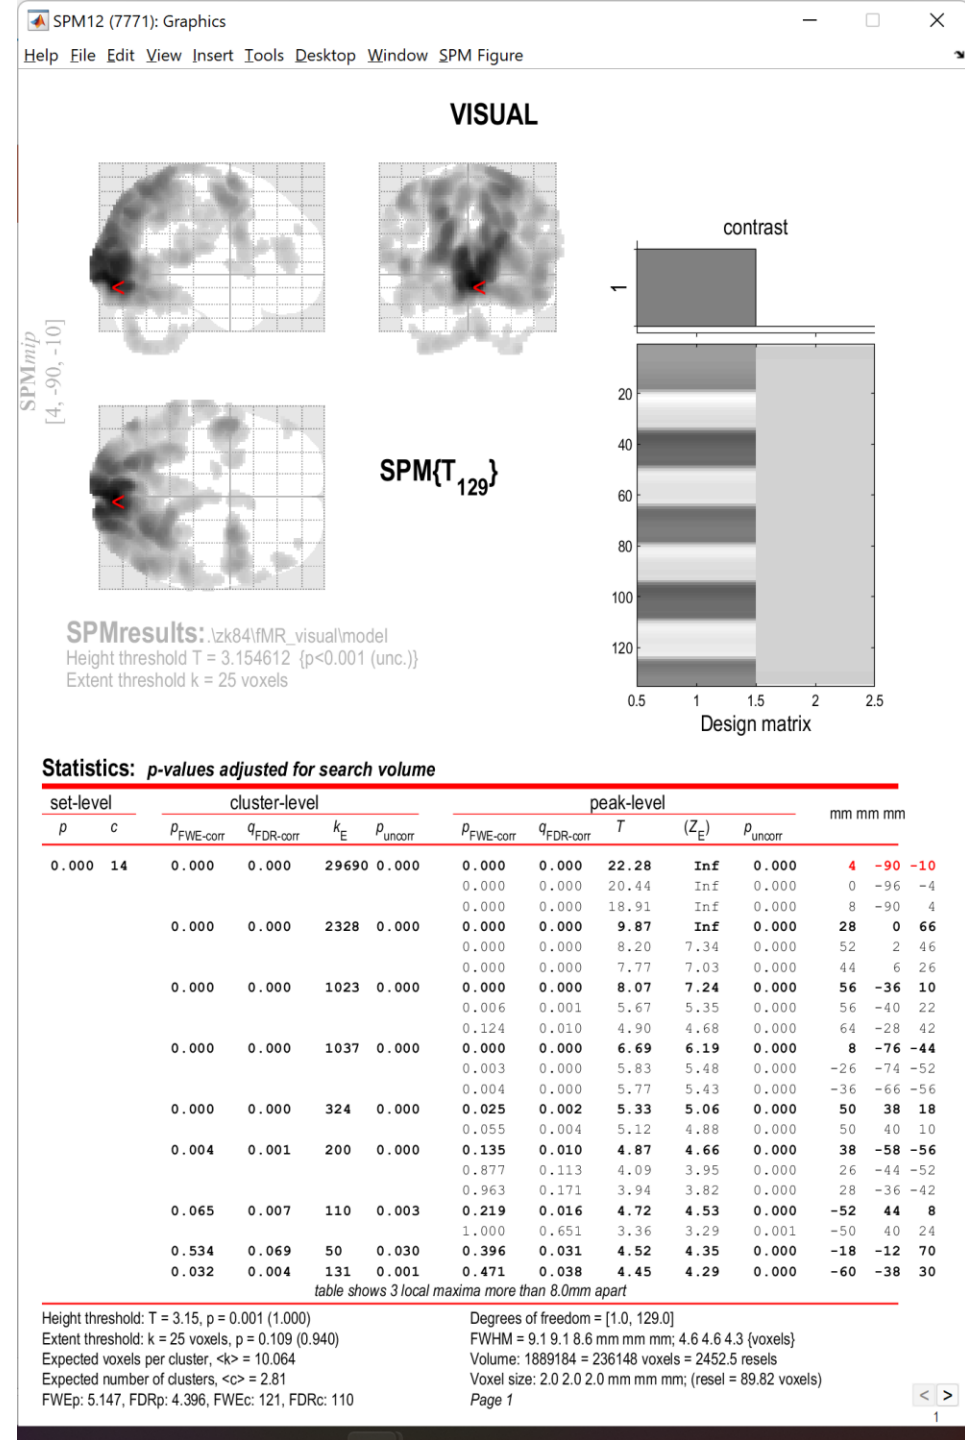 SPM12 (7771): Graphics
Help File Edit View Insert Tools Desktop Window SPM Figure
VISUAL
SPMmip
[4, -90, -10]
<
<
<
SPM{T129}
contrast
1
20
40
60
80
100
120
0.5 1 1.5 2 2.5
Design matrix
SPMresults: .\zk84\fMR_visual\model
Height threshold T = 3.154612 {p<0.001 (unc.)}
Extent threshold k = 25 voxels
Statistics: p-values adjusted for search volume
set-level cluster-level peak-level mm mm mm
p c pFWE-corr qFDR-corr kE puncorr pFWE-corr qFDR-corr T (ZE) puncorr
0.000 14 0.000 0.000 29690 0.000 0.000 0.000 22.28 Inf 0.000 4 -90 -10
0.000 0.000 20.44 Inf 0.000 0 -96 -4
0.000 0.000 18.91 Inf 0.000 8 -90 4
0.000 0.000 2328 0.000 0.000 0.000 9.87 Inf 0.000 28 0 66
0.000 0.000 8.20 7.34 0.000 52 2 46
0.000 0.000 7.77 7.03 0.000 44 6 26
0.000 0.000 1023 0.000 0.000 0.000 8.07 7.24 0.000 56 -36 10
0.006 0.001 5.67 5.35 0.000 56 -40 22
0.124 0.010 4.90 4.68 0.000 64 -28 42
0.000 0.000 1037 0.000 0.000 0.000 6.69 6.19 0.000 8 -76 -44
0.003 0.000 5.83 5.48 0.000 -26 -74 -52
0.004 0.000 5.77 5.43 0.000 -36 -66 -56
0.000 0.000 324 0.000 0.025 0.002 5.33 5.06 0.000 50 38 18
0.055 0.004 5.12 4.88 0.000 50 40 10
0.004 0.001 200 0.000 0.135 0.010 4.87 4.66 0.000 38 -58 -56
0.877 0.113 4.09 3.95 0.000 26 -44 -52
0.963 0.171 3.94 3.82 0.000 28 -36 -42
0.065 0.007 110 0.003 0.219 0.016 4.72 4.53 0.000 -52 44 8
1.000 0.651 3.36 3.29 0.001 -50 40 24
0.534 0.069 50 0.030 0.396 0.031 4.52 4.35 0.000 -18 -12 70
0.032 0.004 131 0.001 0.471 0.038 4.45 4.29 0.000 -60 -38 30
table shows 3 local maxima more than 8.0mm apart
Height threshold: T = 3.15, p = 0.001 (1.000)
Extent threshold: k = 25 voxels, p = 0.109 (0.940)
Expected voxels per cluster, <k> = 10.064
Expected number of clusters, <c> = 2.81
FWEp: 5.147, FDRp: 4.396, FWEc: 121, FDRc: 110
Degrees of freedom = [1.0, 129.0]
FWHM = 9.1 9.1 8.6 mm mm mm; 4.6 4.6 4.3 {voxels}
Volume: 1889184 = 236148 voxels = 2452.5 resels
Voxel size: 2.0 2.0 2.0 mm mm mm; (resel = 89.82 voxels)
Page 1
< >
1